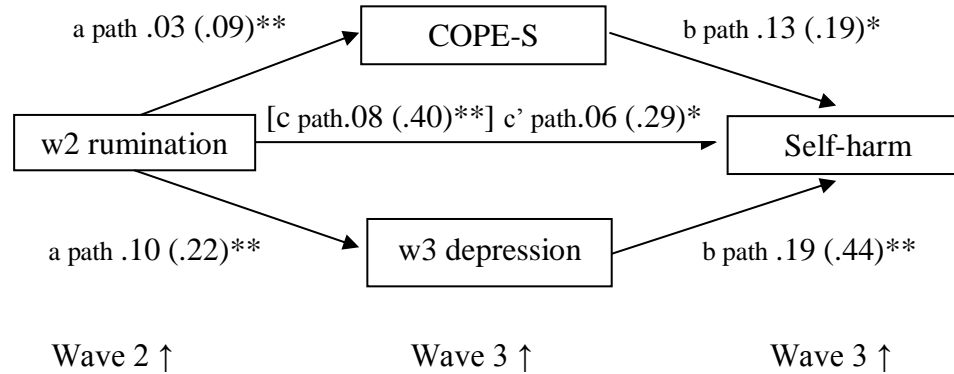 a path .03 (.09)**
COPE-S
b path .13 (.19)*
w2 rumination
[c path.08 (.40)**] c’ path.06 (.29)*
Self-harm
a path .10 (.22)**
w3 depression
b path .19 (.44)**
Wave 2 ↑
Wave 3 ↑
Wave 3 ↑